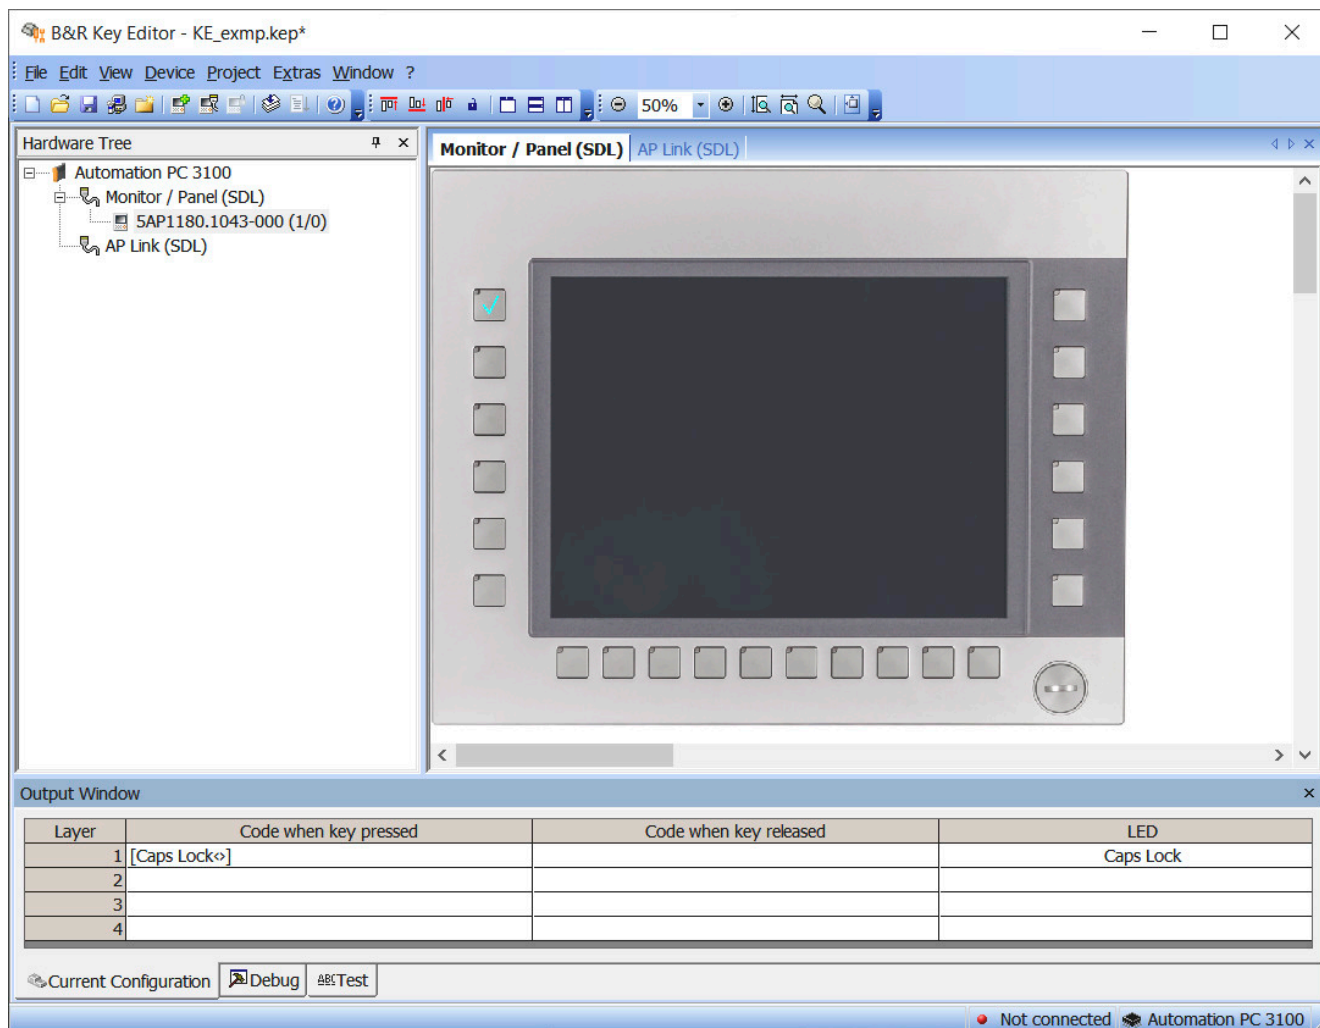 B&R Key Editor - KE_exmp.kep*
File Edit View Device Project Extras Window ?
50%
Hardware Tree
Monitor / Panel (SDL) AP Link (SDL)
Automation PC 3100
Monitor / Panel (SDL)
5AP1180.1043-000 (1/0)
AP Link (SDL)
Output Window
Layer Code when key pressed Code when key released LED
1 [Caps Lock<>] Caps Lock
2
3
4
Current Configuration Debug ABC Test
Not connected Automation PC 3100